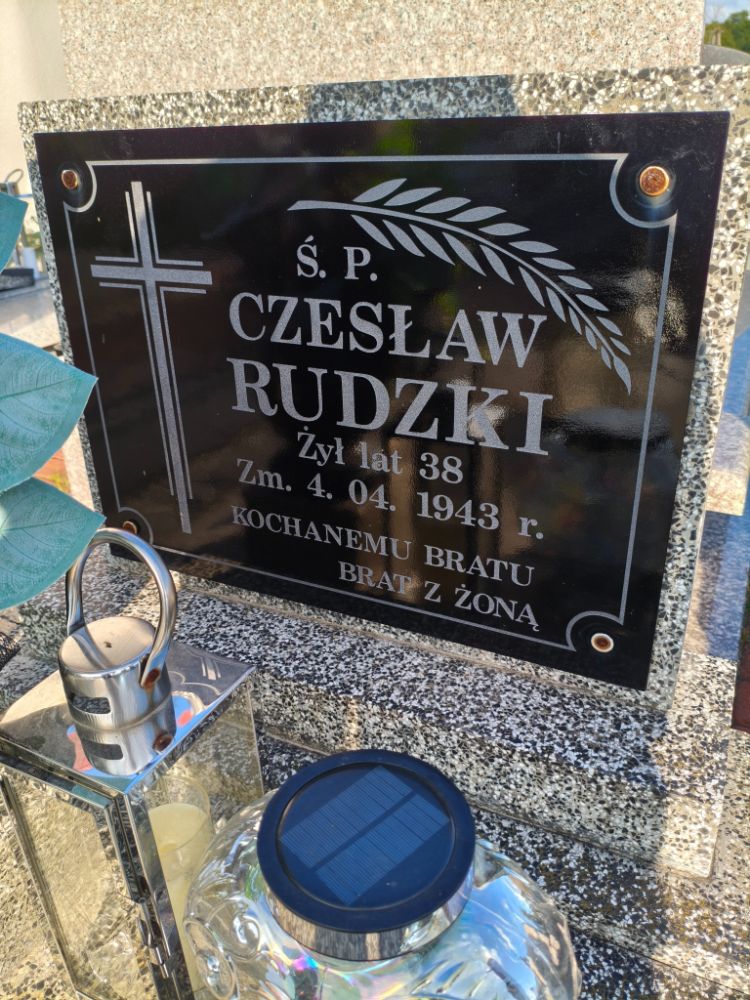 Ś. P.
CZESŁAW
RUDZKI
Żył lat 38
Zm. 4. 04. 1943 r.
KOCHANEMU BRATU
BRAT Z ŻONĄ